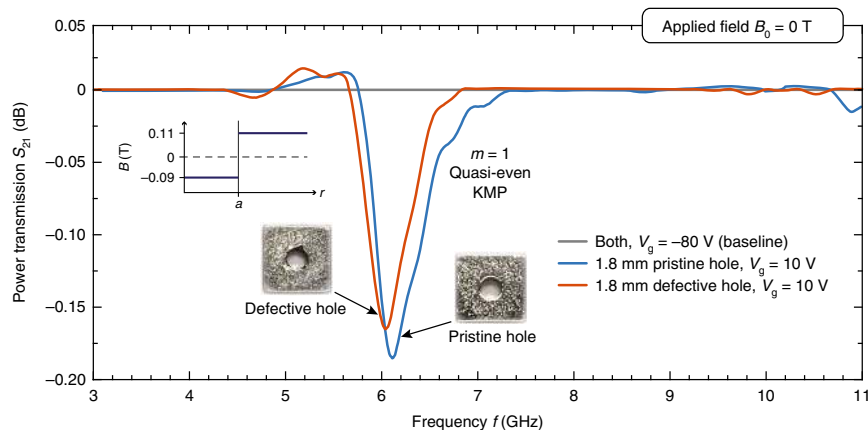 Applied field B0 = 0 T
0.05
0
−0.05
−0.10
−0.15
−0.20
Power transmission S21 (dB)
B (T)
0.11
0
−0.09
a
r
m = 1
Quasi-even
KMP
Defective hole
Pristine hole
Both, Vg = −80 V (baseline)
1.8 mm pristine hole, Vg = 10 V
1.8 mm defective hole, Vg = 10 V
3 4 5 6 7 8 9 10 11
Frequency f (GHz)